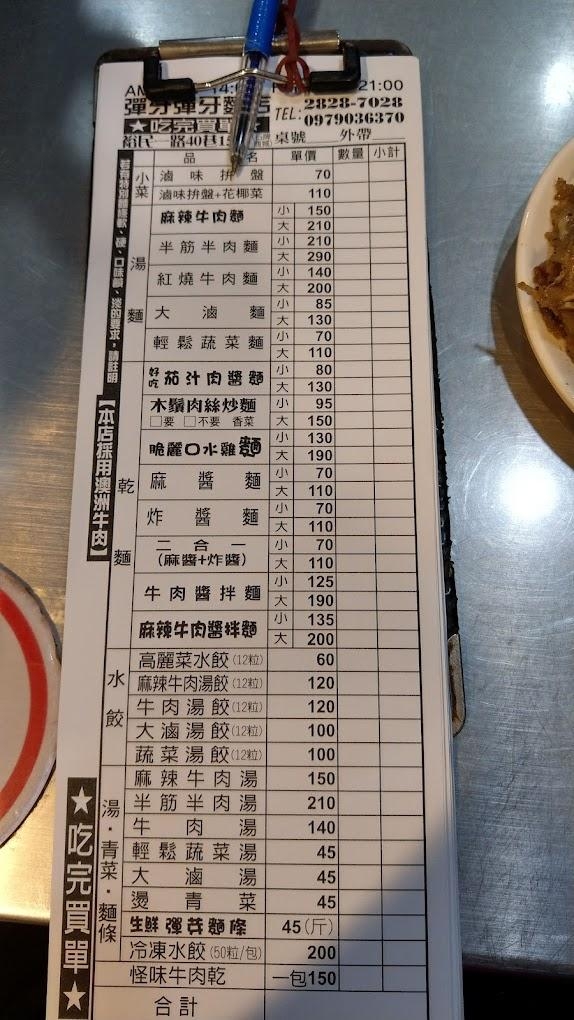 AM 14:00 21:00
彈牙彈牙麵店
TEL: 2828-7028
0979036370
★吃完買單★
裕民一路40巷1 桌號 外帶
品名 單價 數量 小計
若有特別要煮軟、硬、口味鹹、淡的要求，請註明
【本店採用澳洲牛肉】
★吃完買單★
小菜
滷味拚盤 70
滷味拚盤+花椰菜 110
湯麵
麻辣牛肉麵 小 150
大 210
半筋半肉麵 小 210
大 290
紅燒牛肉麵 小 140
大 200
大滷麵 小 85
大 130
輕鬆蔬菜麵 小 70
大 110
乾麵
好吃 茄汁肉醬麵 小 80
大 130
木鬚肉絲炒麵 小 95
□要 □不要 香菜 大 150
脆麗口水雞麵 小 130
大 190
麻醬麵 小 70
大 110
炸醬麵 小 70
大 110
二合一 小 70
(麻醬+炸醬) 大 110
牛肉醬拌麵 小 125
大 190
麻辣牛肉醬拌麵 小 135
大 200
水餃
高麗菜水餃(12粒) 60
麻辣牛肉湯餃(12粒) 120
牛肉湯餃(12粒) 120
大滷湯餃(12粒) 100
蔬菜湯餃(12粒) 100
湯·青菜·麵條
麻辣牛肉湯 150
半筋半肉湯 210
牛肉湯 140
輕鬆蔬菜湯 45
大滷湯 45
燙青菜 45
生鮮 彈牙麵條 45(斤)
冷凍水餃(50粒/包) 200
怪味牛肉乾 一包150
合計